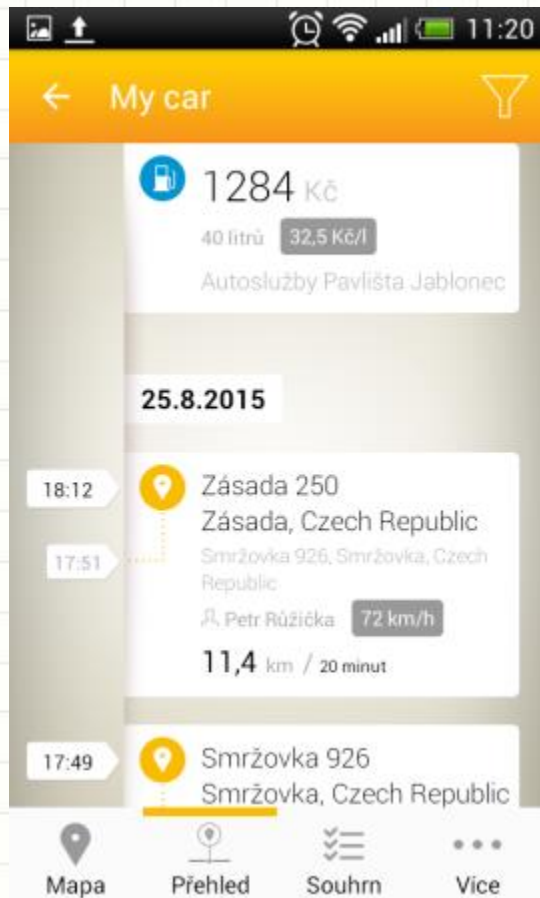 11:20
My car
1284 Kč
40 litrů 32,5 Kč/l
Autoslužby Pavlišta Jablonec
25.8.2015
18:12
Zásada 250
Zásada, Czech Republic
17:51
Smržovka 926, Smržovka, Czech
Republic
Petr Růžička 72 km/h
11,4 km / 20 minut
17:49
Smržovka 926
Smržovka, Czech Republic
Mapa Přehled Souhrn Více